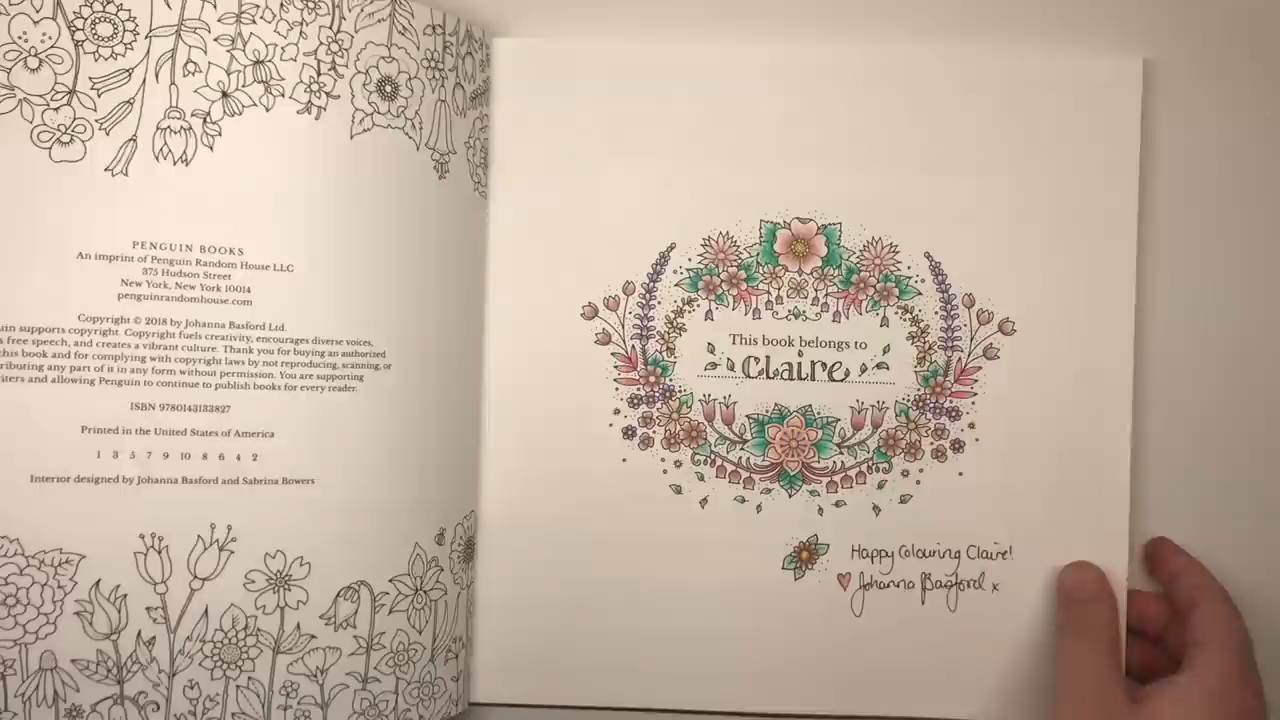 PENGUIN BOOKS
An imprint of Penguin Random House LLC
375 Hudson Street
New York, New York 10014
penguinrandomhouse.com
Copyright © 2018 by Johanna Basford Ltd.
supports copyright. Copyright fuels creativity, encourages diverse voices,
free speech, and creates a vibrant culture. Thank you for buying an authorized
this book and for complying with copyright laws by not reproducing, scanning, or
any part of it in any form without permission. You are supporting
and allowing Penguin to continue to publish books for every reader.
ISBN 9780143133827
Printed in the United States of America
1 3 5 7 9 10 8 6 4 2
Interior designed by Johanna Basford and Sabrina Bowers
This book belongs to
Claire
Happy Colouring Claire!
Johanna Basford x